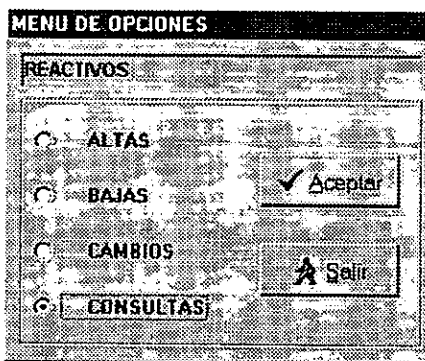 MENU DE OPCIONES
REACTIVOS
ALTAS
BAJAS
CAMBIOS
CONSULTAS
Aceptar
Salir